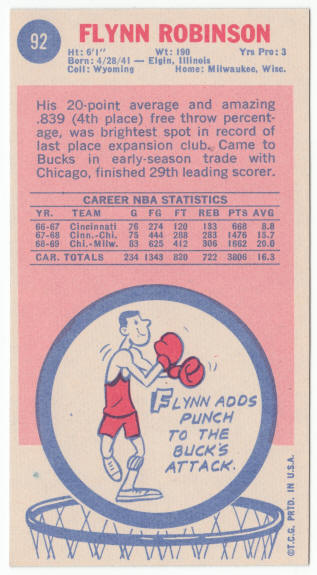 92
FLYNN ROBINSON
Ht: 6'1" Wt: 190 Yrs Pro: 3
Born: 4/28/41 — Elgin, Illinois
Coll: Wyoming Home: Milwaukee, Wisc.
His 20-point average and amazing
.839 (4th place) free throw percent-
age, was brightest spot in record of
last place expansion club. Came to
Bucks in early-season trade with
Chicago, finished 29th leading scorer.
CAREER NBA STATISTICS
YR. TEAM G FG FT REB PTS AVG
66-67 Cincinnati 76 274 120 133 668 8.8
67-68 Cinn.-Chi. 75 444 288 283 1476 15.7
68-69 Chi.-Milw. 83 625 412 306 1662 20.0
CAR. TOTALS 234 1343 820 722 3806 16.3
FLYNN ADDS
PUNCH
TO THE
BUCK'S
ATTACK.
©T.C.G. PRTD. IN U.S.A.